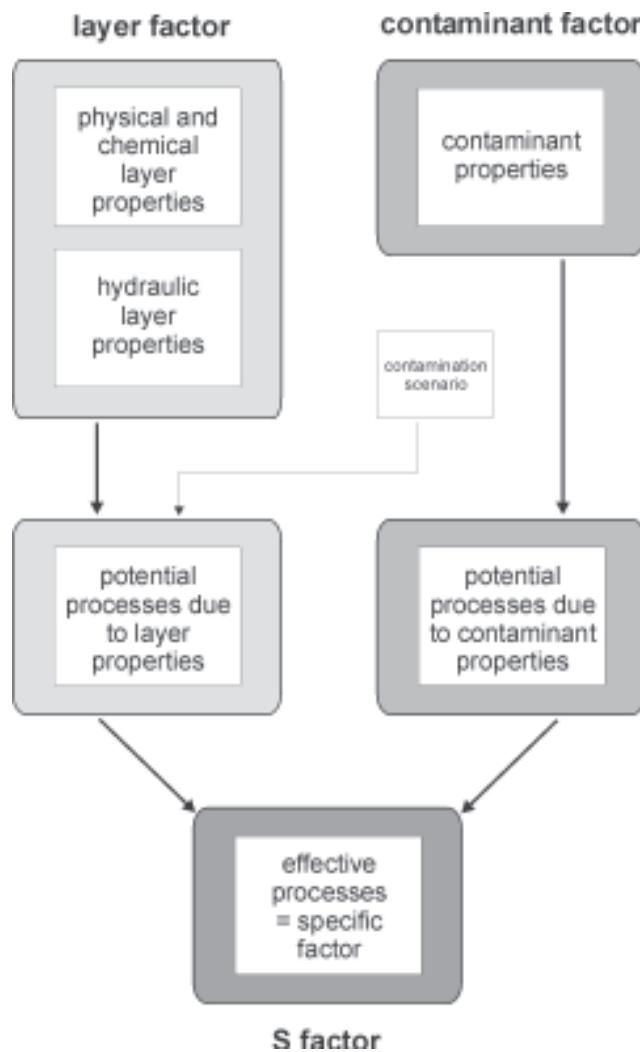 layer factor
contaminant factor
physical and
chemical
layer
properties
contaminant
properties
hydraulic
layer
properties
contamination
scenario
potential
processes due
to layer
properties
potential
processes due
to contaminant
properties
effective
processes
= specific
factor
S factor